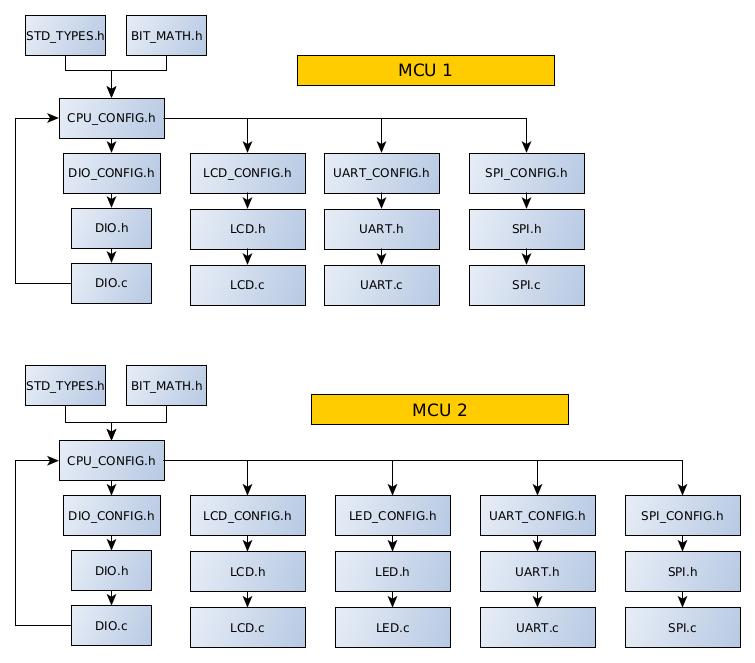 STD_TYPES.h
BIT_MATH.h
MCU 1
CPU_CONFIG.h
DIO_CONFIG.h
LCD_CONFIG.h
UART_CONFIG.h
SPI_CONFIG.h
DIO.h
LCD.h
UART.h
SPI.h
DIO.c
LCD.c
UART.c
SPI.c
STD_TYPES.h
BIT_MATH.h
MCU 2
CPU_CONFIG.h
DIO_CONFIG.h
LCD_CONFIG.h
LED_CONFIG.h
UART_CONFIG.h
SPI_CONFIG.h
DIO.h
LCD.h
LED.h
UART.h
SPI.h
DIO.c
LCD.c
LED.c
UART.c
SPI.c